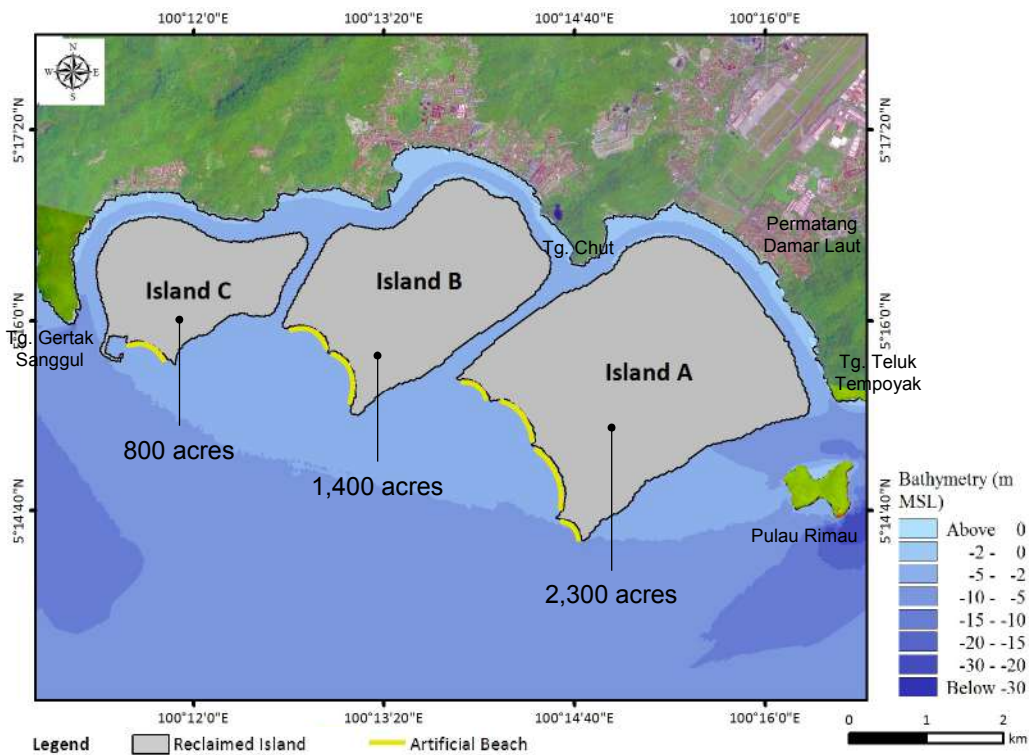 100°12'0"E 100°13'20"E 100°14'40"E 100°16'0"E
N
W E
S
5°17'20"N 5°17'20"N
Permatang
Damar Laut
Tg. Chut
Island B
Island C
5°16'0"N 5°16'0"N
Tg. Gertak
Sanggul
Island A
Tg. Teluk
Tempoyak
800 acres
1,400 acres
5°14'40"N 5°14'40"N
Pulau Rimau
2,300 acres
Bathymetry (m
MSL)
Above 0
-2 - 0
-5 - -2
-10 - -5
-15 - -10
-20 - -15
-30 - -20
Below -30
100°12'0"E 100°13'20"E 100°14'40"E 100°16'0"E
0 1 2
km
Legend Reclaimed Island Artificial Beach